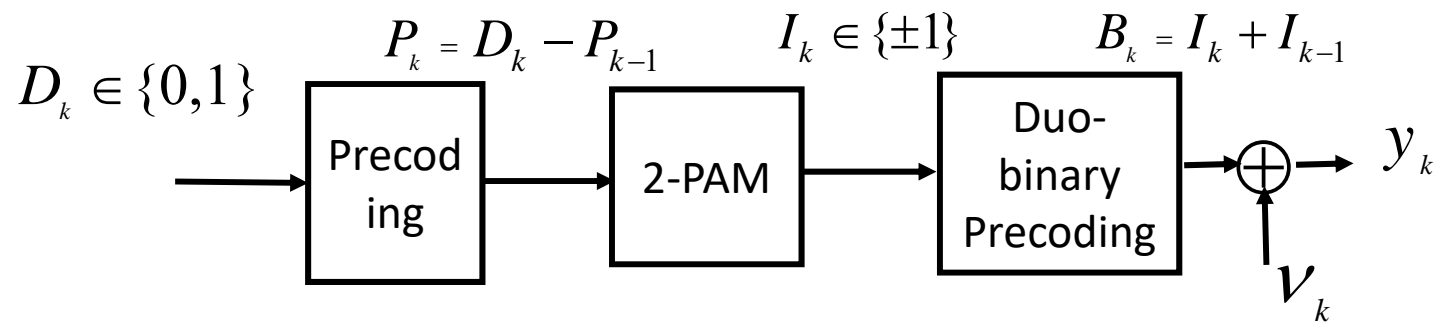 D_k ∈ {0,1}
P_k = D_k − P_{k−1}
I_k ∈ {±1}
B_k = I_k + I_{k−1}
Precod
ing
2-PAM
Duo-
binary
Precoding
y_k
ν_k